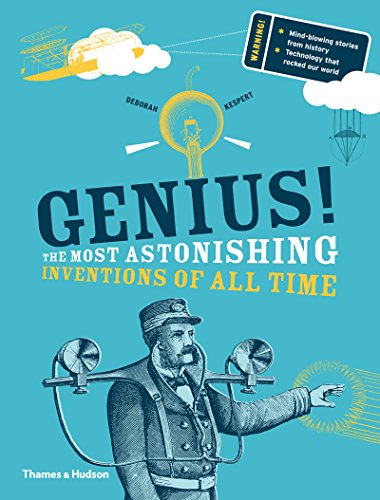 WARNING!
* Mind-blowing stories
from history
* Technology that
rocked our world
DEBORAH KESPERT
GENIUS!
THE MOST ASTONISHING
INVENTIONS OF ALL TIME
Thames & Hudson